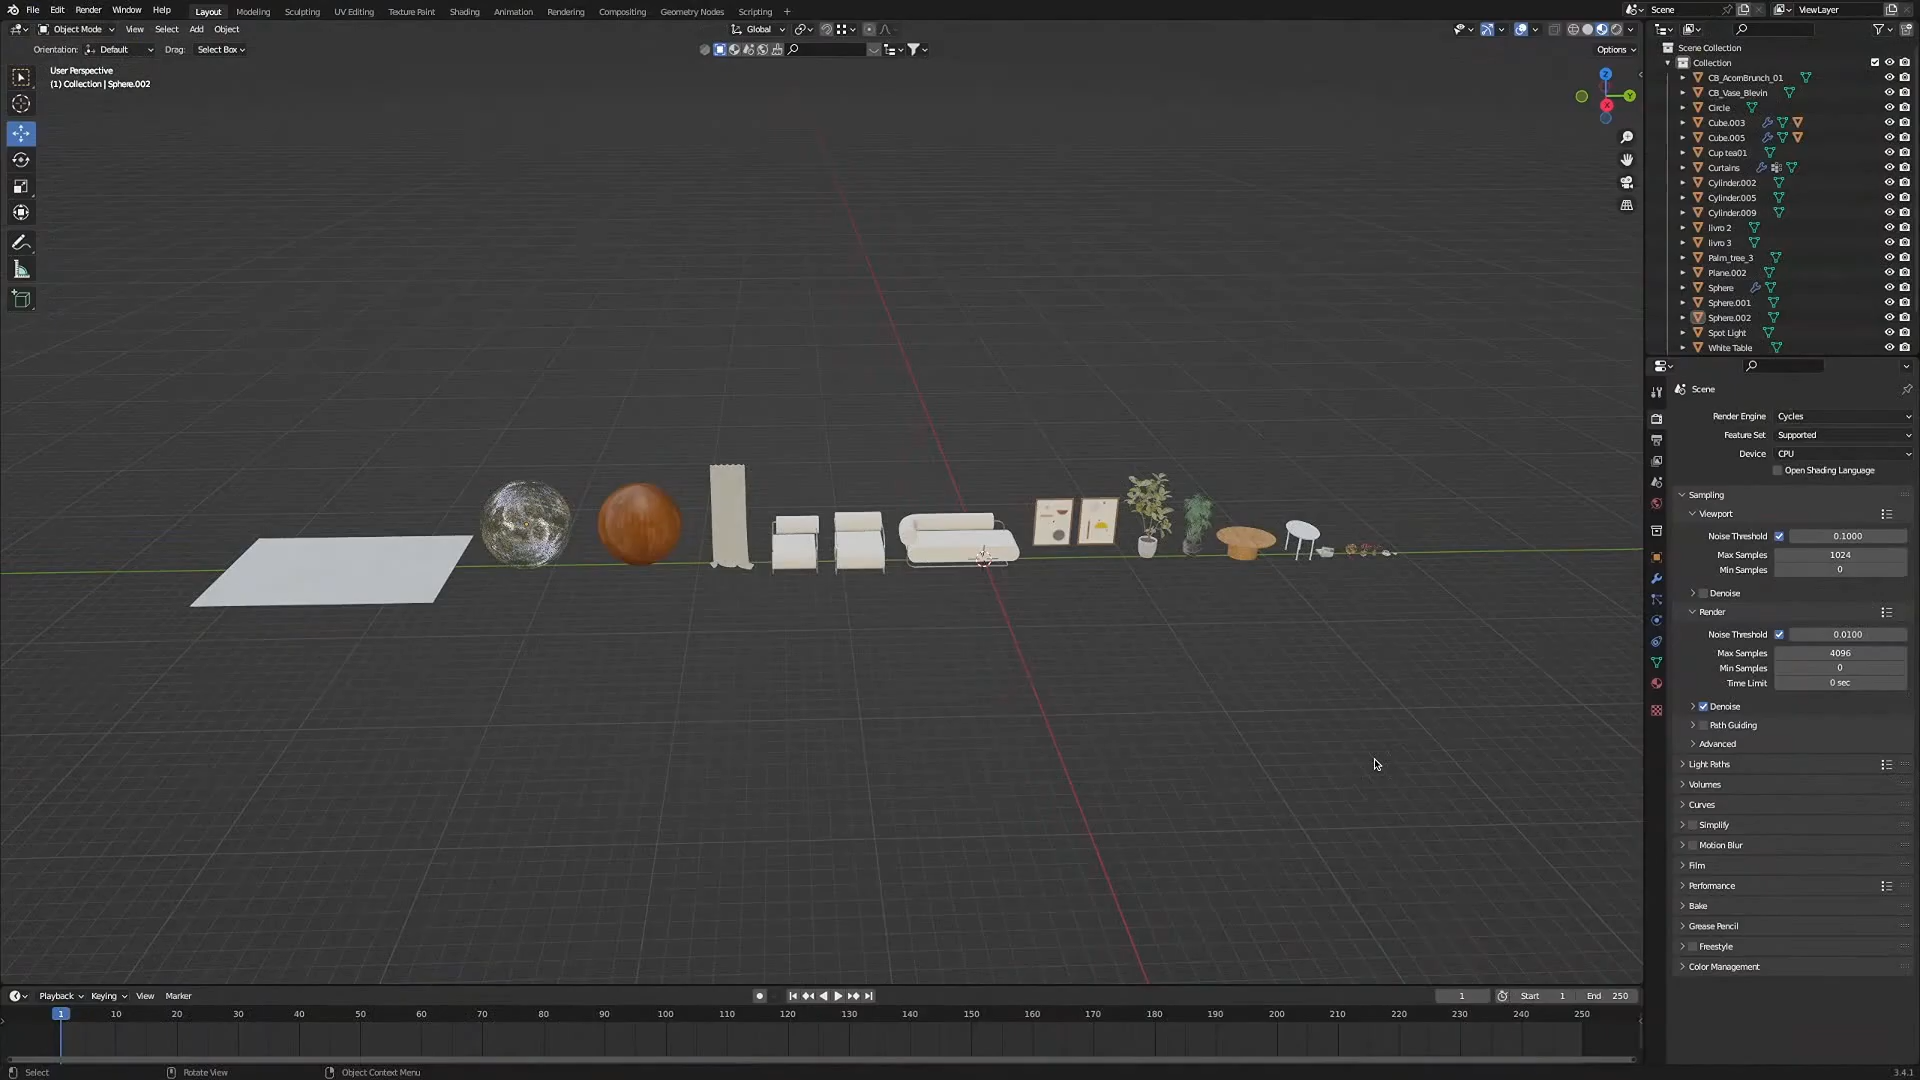 File Edit Render Window Help Layout Modeling Sculpting UV Editing Texture Paint Shading Animation Rendering Compositing Geometry Nodes Scripting + Scene ViewLayer
Object Mode View Select Add Object Global
Orientation: Default Drag: Select Box Options
User Perspective
(1) Collection | Sphere.002
Z
Y
X
Scene Collection
Collection
CB_AcornBrunch_01
CB_Vase_Blevin
Circle
Cube.003
Cube.005
Cup tea01
Curtains
Cylinder.002
Cylinder.005
Cylinder.009
livro 2
livro 3
Palm_tree_3
Plane.002
Sphere
Sphere.001
Sphere.002
Spot Light
White Table
Scene
Render Engine Cycles
Feature Set Supported
Device CPU
Open Shading Language
Sampling
Viewport
Noise Threshold 0.1000
Max Samples 1024
Min Samples 0
Denoise
Render
Noise Threshold 0.0100
Max Samples 4096
Min Samples 0
Time Limit 0 sec
Denoise
Path Guiding
Advanced
Light Paths
Volumes
Curves
Simplify
Motion Blur
Film
Performance
Bake
Grease Pencil
Freestyle
Color Management
Playback Keying View Marker 1 Start 1 End 250
1 10 20 30 40 50 60 70 80 90 100 110 120 130 140 150 160 170 180 190 200 210 220 230 240 250
Select Rotate View Object Context Menu 3.4.1